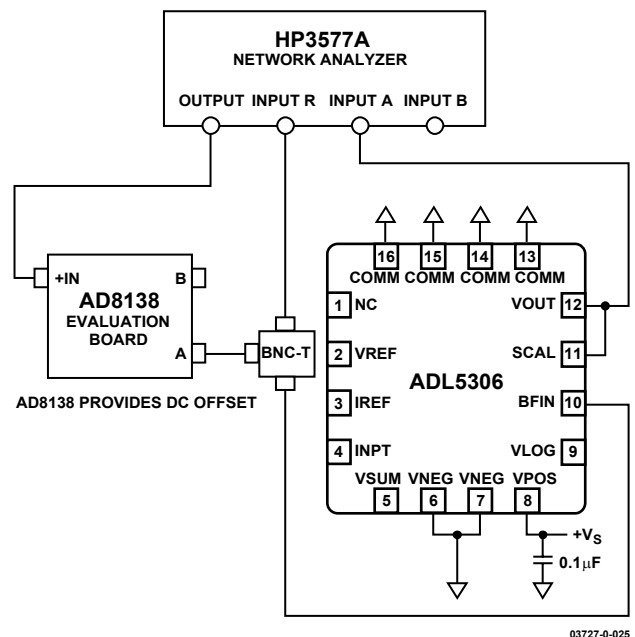 HP3577A
NETWORK ANALYZER
OUTPUT INPUT R INPUT A INPUT B
16 15 14 13
COMM COMM COMM COMM
+IN B
AD8138
EVALUATION
BOARD
A
BNC-T
AD8138 PROVIDES DC OFFSET
1 NC VOUT 12
2 VREF SCAL 11
ADL5306
3 IREF BFIN 10
4 INPT VLOG 9
VSUM VNEG VNEG VPOS
5 6 7 8
+VS
0.1μF
03727-0-025